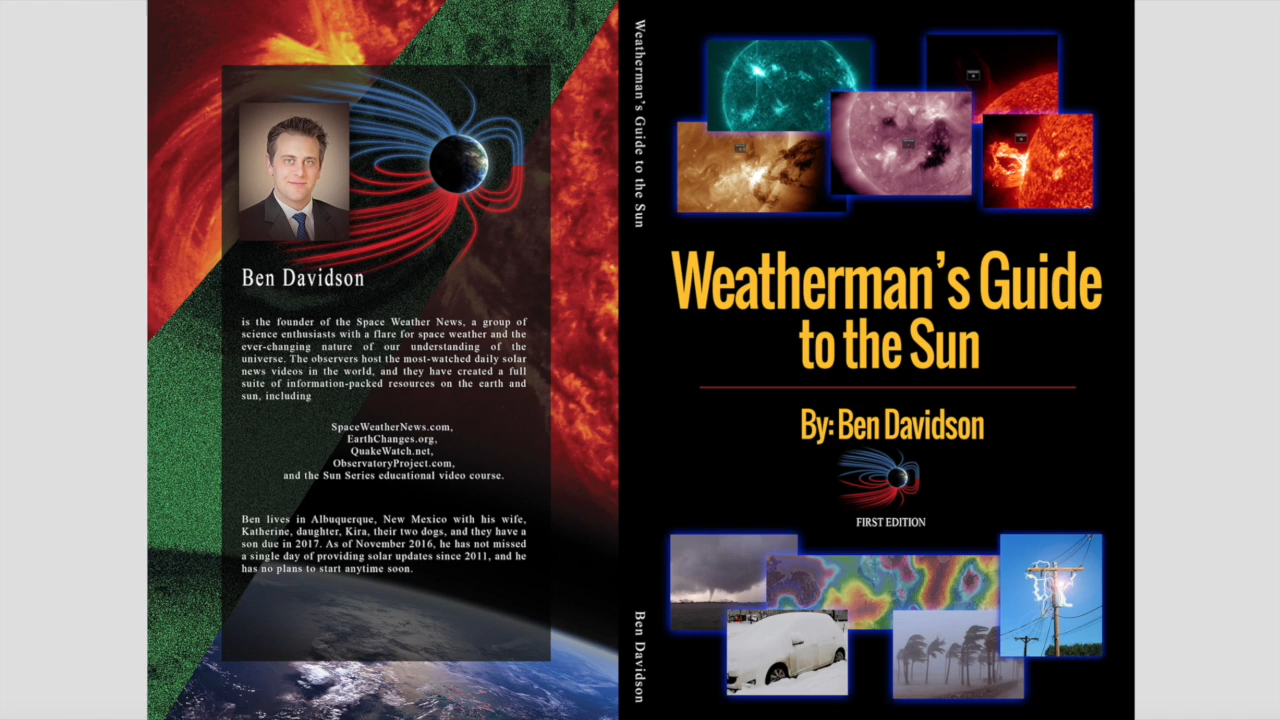 Ben Davidson
is the founder of the Space Weather News, a group of
science enthusiasts with a flare for space weather and the
ever-changing nature of our understanding of the
universe. The observers host the most-watched daily solar
news videos in the world, and they have created a full
suite of information-packed resources on the earth and
sun, including
SpaceWeatherNews.com,
EarthChanges.org,
QuakeWatch.net,
ObservatoryProject.com,
and the Sun Series educational video course.
Ben lives in Albuquerque, New Mexico with his wife,
Katherine, daughter, Kira, their two dogs, and they have a
son due in 2017. As of November 2016, he has not missed
a single day of providing solar updates since 2011, and he
has no plans to start anytime soon.
Weatherman's Guide to the Sun
Ben Davidson
Weatherman's Guide
to the Sun
By: Ben Davidson
FIRST EDITION